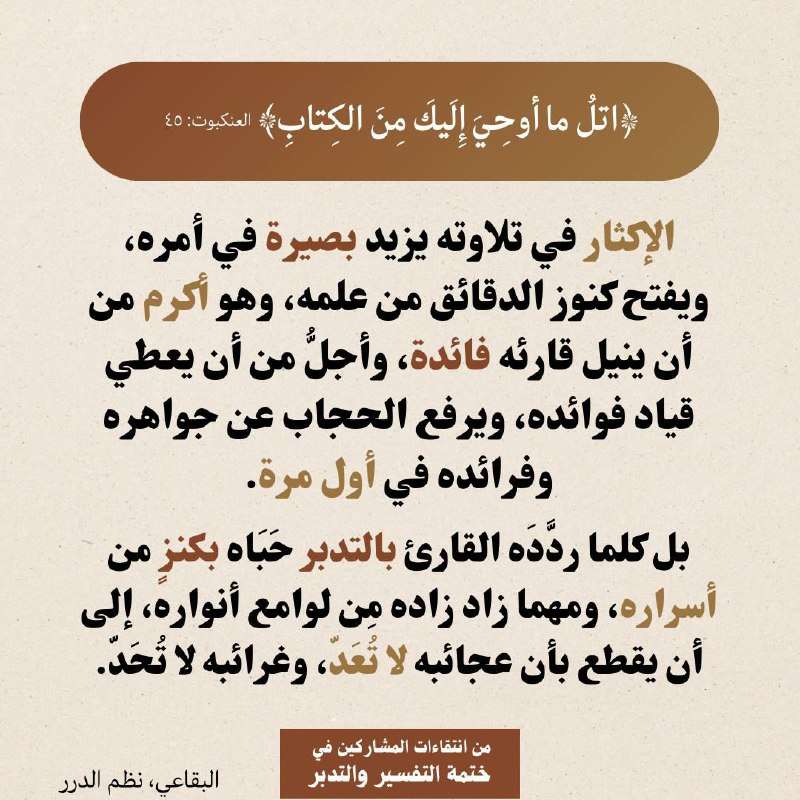 ﴿اتلُ ما أوحِيَ إِلَيكَ مِنَ الكِتابِ﴾ العنكبوت: ٤٥
الإكثار في تلاوته يزيد بصيرة في أمره،
ويفتح كنوز الدقائق من علمه، وهو أكرم من
أن ينيل قارئه فائدة، وأجلُّ من أن يعطي
قياد فوائده، ويرفع الحجاب عن جواهره
وفرائده في أول مرة.
بل كلما ردَّدَه القارئ بالتدبر حَبَاه بكنزٍ من
أسراره، ومهما زاد زاده مِن لوامع أنواره، إلى
أن يقطع بأن عجائبه لا تُعَدّ، وغرائبه لا تُحَدّ.
من انتقاءات المشاركين في
ختمة التفسير والتدبر
البقاعي، نظم الدرر